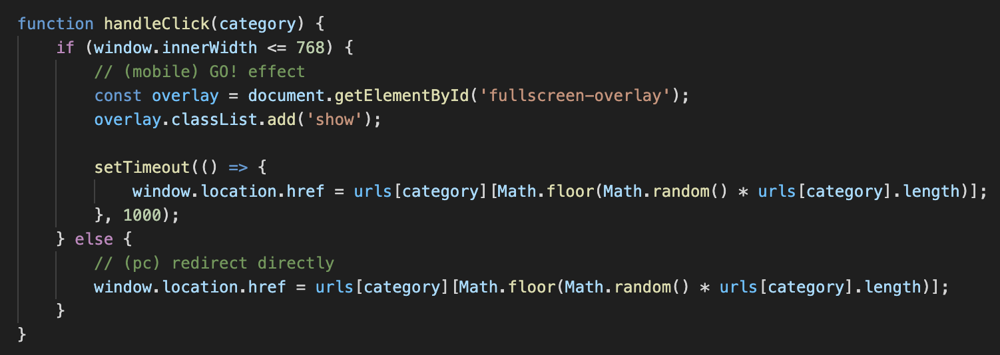 function handleClick(category) {
    if (window.innerWidth <= 768) {
        // (mobile) GO! effect
        const overlay = document.getElementById('fullscreen-overlay');
        overlay.classList.add('show');

        setTimeout(() => {
            window.location.href = urls[category][Math.floor(Math.random() * urls[category].length)];
        }, 1000);
    } else {
        // (pc) redirect directly
        window.location.href = urls[category][Math.floor(Math.random() * urls[category].length)];
    }
}